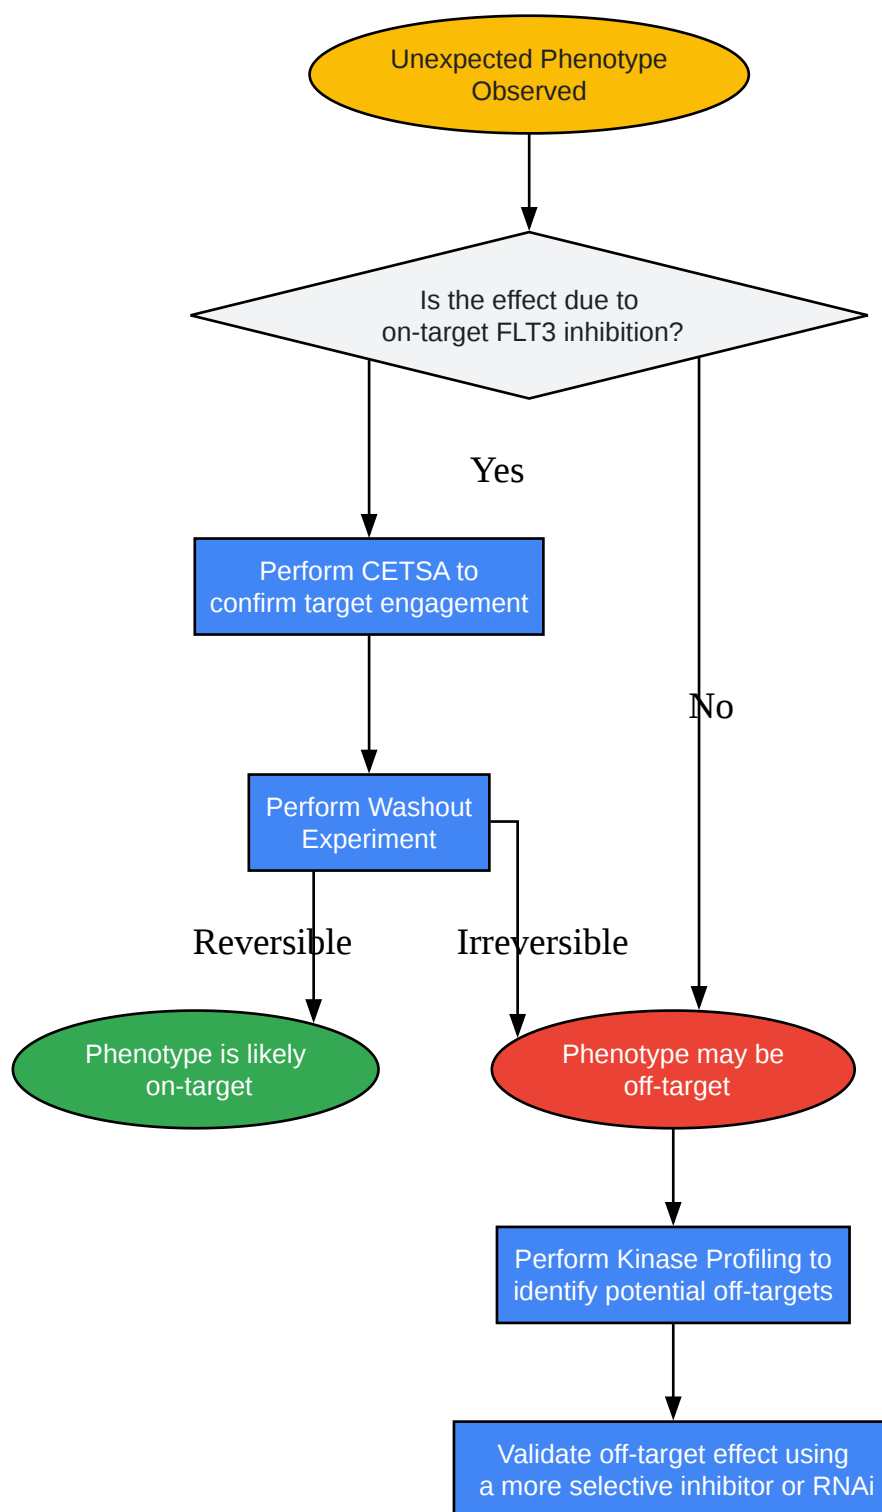 Unexpected Phenotype
Observed
Is the effect due to
on-target FLT3 inhibition?
Yes
Perform CETSA to
confirm target engagement
No
Perform Washout
Experiment
Reversible
Irreversible
Phenotype is likely
on-target
Phenotype may be
off-target
Perform Kinase Profiling to
identify potential off-targets
Validate off-target effect using
a more selective inhibitor or RNAi